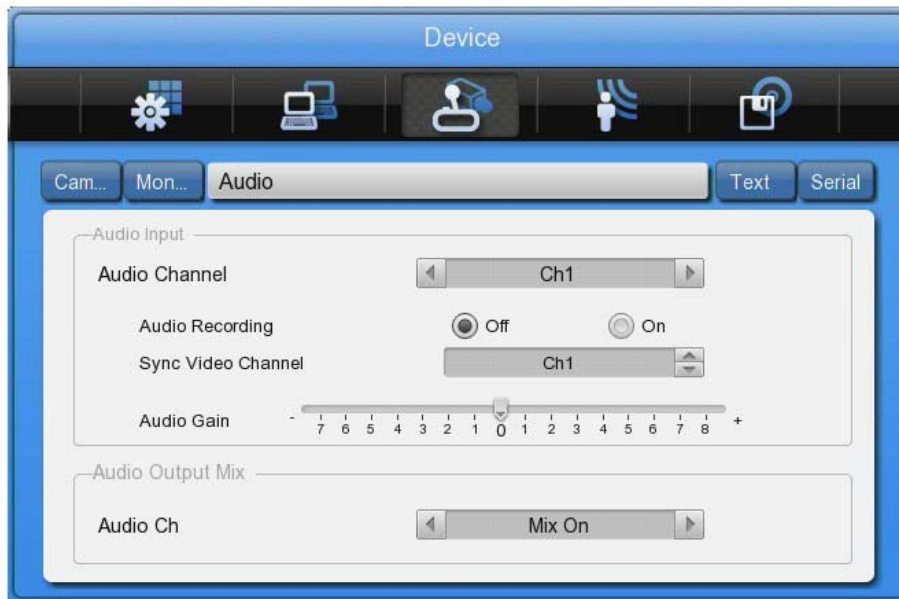 Device
Cam... Mon... Audio Text Serial
Audio Input
Audio Channel Ch1
Audio Recording Off On
Sync Video Channel Ch1
Audio Gain - 7 6 5 4 3 2 1 0 1 2 3 4 5 6 7 8 +
Audio Output Mix
Audio Ch Mix On